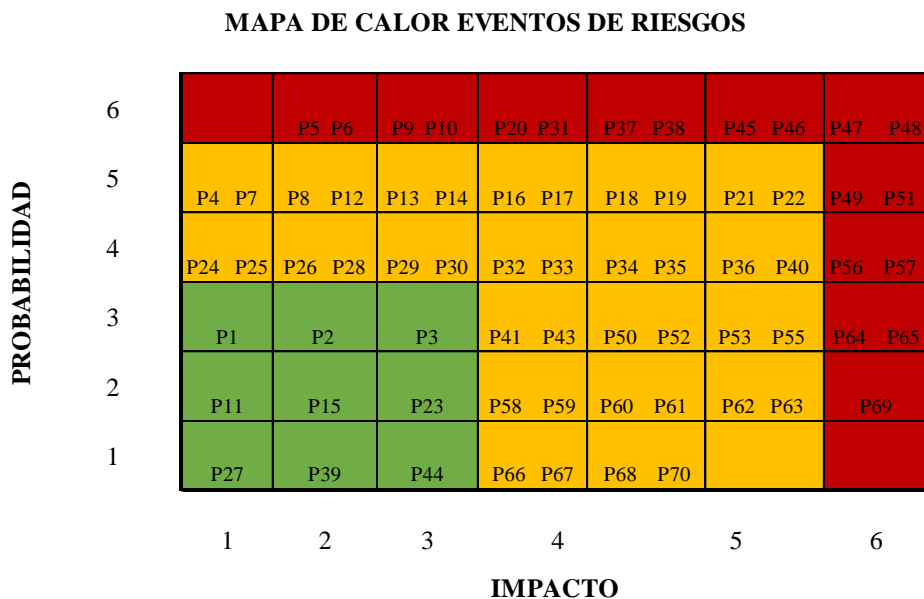 MAPA DE CALOR EVENTOS DE RIESGOS
PROBABILIDAD
6
P5 P6 P9 P10 P20 P31 P37 P38 P45 P46 P47 P48
5
P4 P7 P8 P12 P13 P14 P16 P17 P18 P19 P21 P22 P49 P51
4
P24 P25 P26 P28 P29 P30 P32 P33 P34 P35 P36 P40 P56 P57
3
P1 P2 P3 P41 P43 P50 P52 P53 P55 P64 P65
2
P11 P15 P23 P58 P59 P60 P61 P62 P63 P69
1
P27 P39 P44 P66 P67 P68 P70
1 2 3 4 5 6
IMPACTO